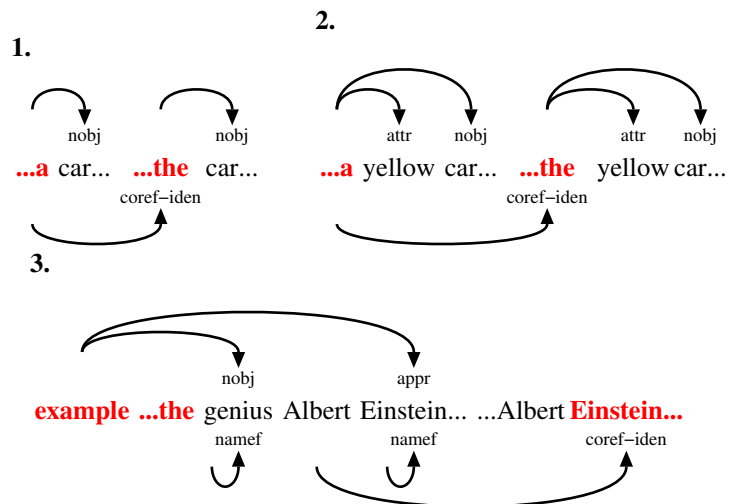 2.
1.
nobj nobj attr nobj attr nobj
...a car... ...the car... ...a yellow car... ...the yellow car...
coref−iden coref−iden
3.
nobj appr
example ...the genius Albert Einstein... ...Albert Einstein...
namef namef coref−iden